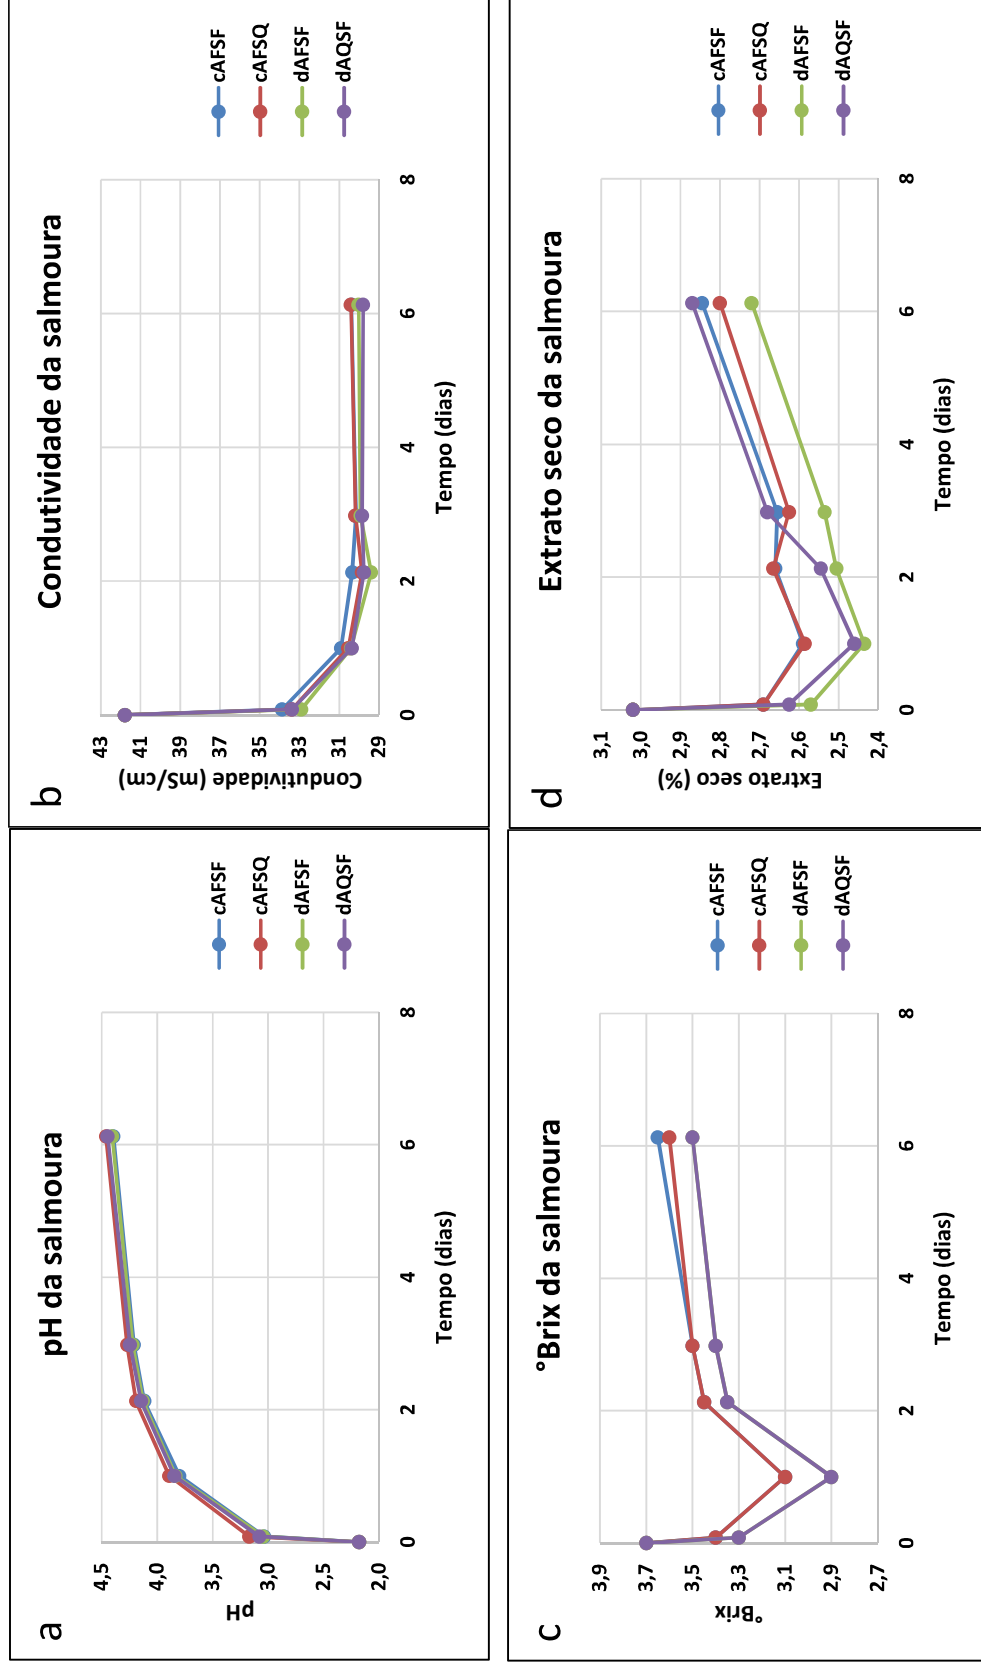 a
pH da salmoura
pH
4,5
4,0
3,5
3,0
2,5
2,0
0
2
4
6
8
Tempo (dias)
cAFSF
cAFSQ
dAFSF
dAQSF
b
Condutividade da salmoura
Condutividade (mS/cm)
43
41
39
37
35
33
31
29
0
2
4
6
8
Tempo (dias)
cAFSF
cAFSQ
dAFSF
dAQSF
c
°Brix da salmoura
°Brix
3,9
3,7
3,5
3,3
3,1
2,9
2,7
0
2
4
6
8
Tempo (dias)
cAFSF
cAFSQ
dAFSF
dAQSF
d
Extrato seco da salmoura
Extrato seco (%)
3,1
3,0
2,9
2,8
2,7
2,6
2,5
2,4
0
2
4
6
8
Tempo (dias)
cAFSF
cAFSQ
dAFSF
dAQSF